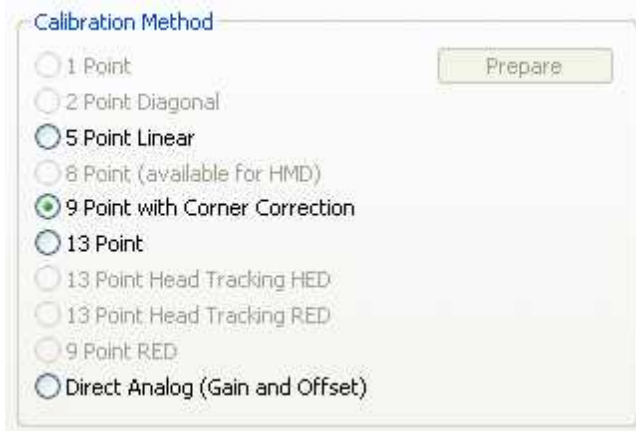 Calibration Method
1 Point
Prepare
2 Point Diagonal
5 Point Linear
8 Point (available for HMD)
9 Point with Corner Correction
13 Point
13 Point Head Tracking HED
13 Point Head Tracking RED
9 Point RED
Direct Analog (Gain and Offset)